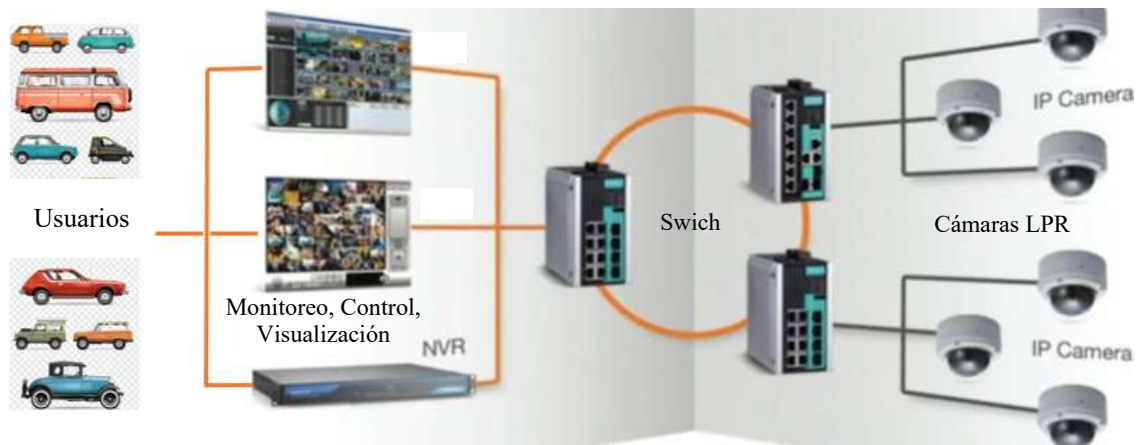 IP Camera
Usuarios
Swich
Cámaras LPR
Monitoreo, Control,
Visualización
NVR
IP Camera